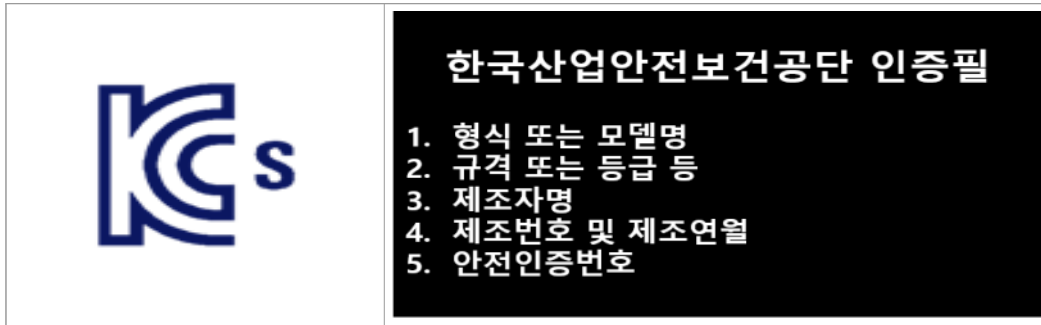 KCs
한국산업안전보건공단 인증필
1. 형식 또는 모델명
2. 규격 또는 등급 등
3. 제조자명
4. 제조번호 및 제조연월
5. 안전인증번호